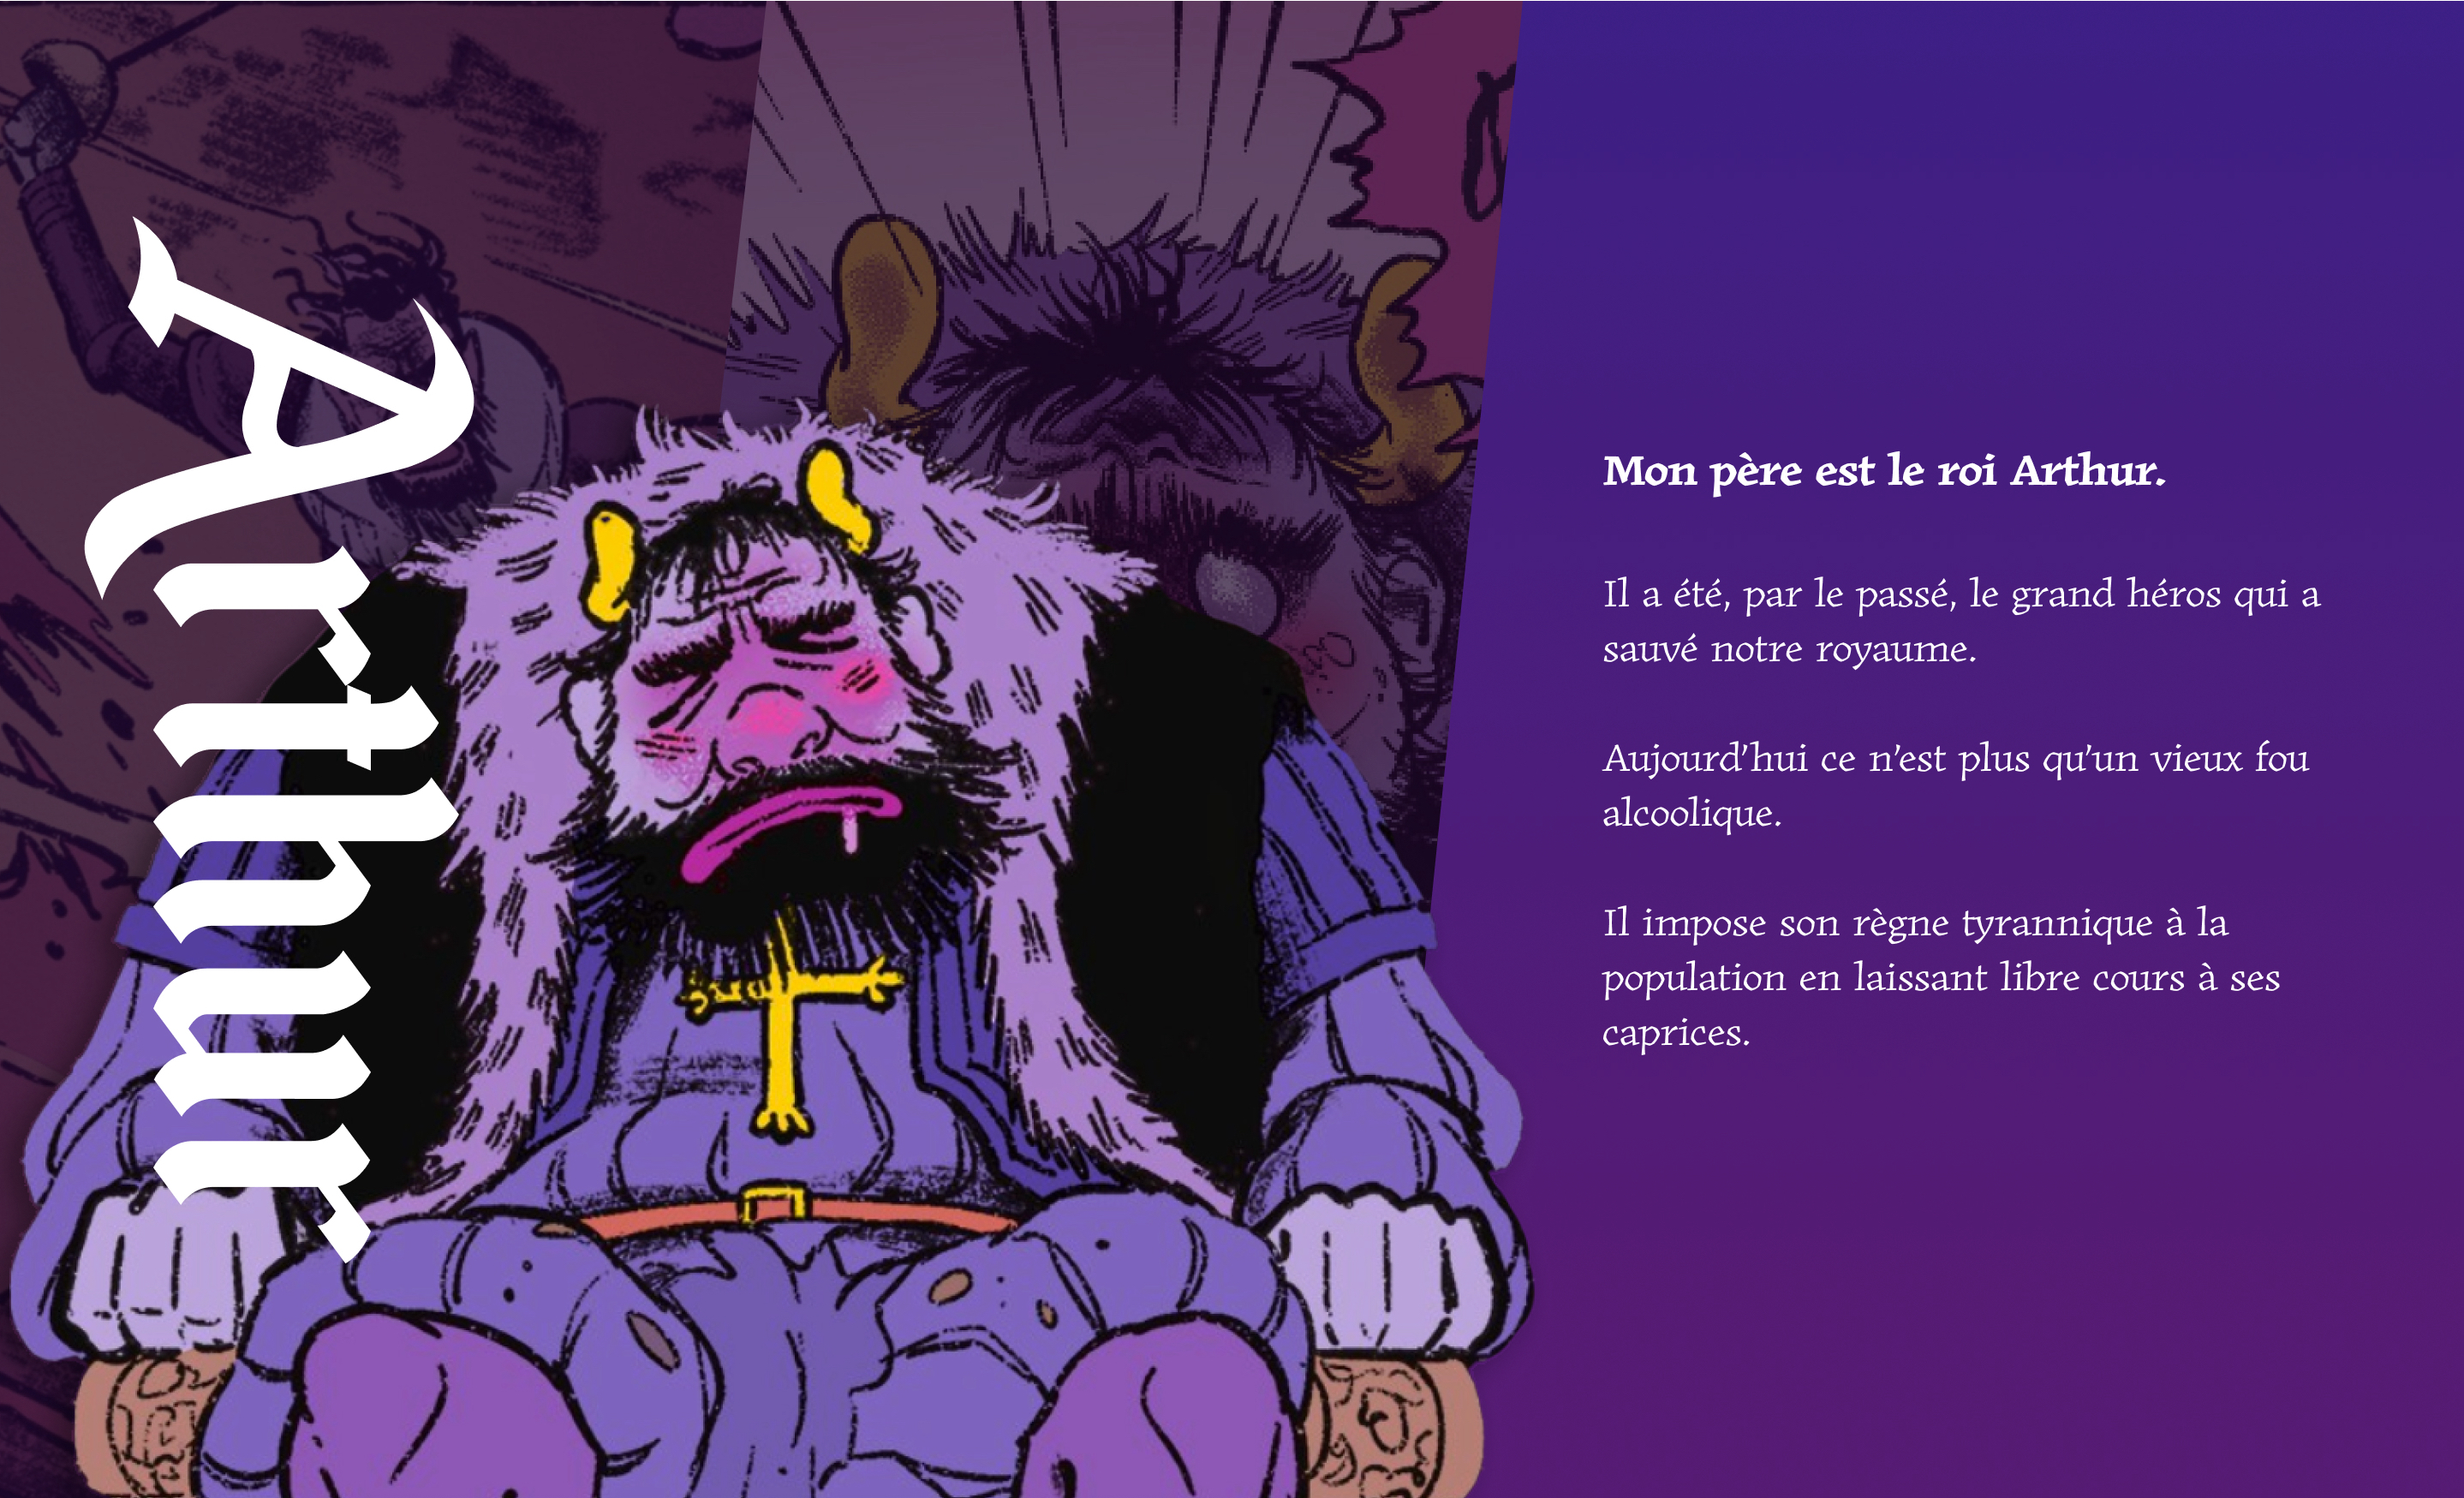 Arthur
Mon père est le roi Arthur.
Il a été, par le passé, le grand héros qui a
sauvé notre royaume.
Aujourd’hui ce n’est plus qu’un vieux fou
alcoolique.
Il impose son règne tyrannique à la
population en laissant libre cours à ses
caprices.